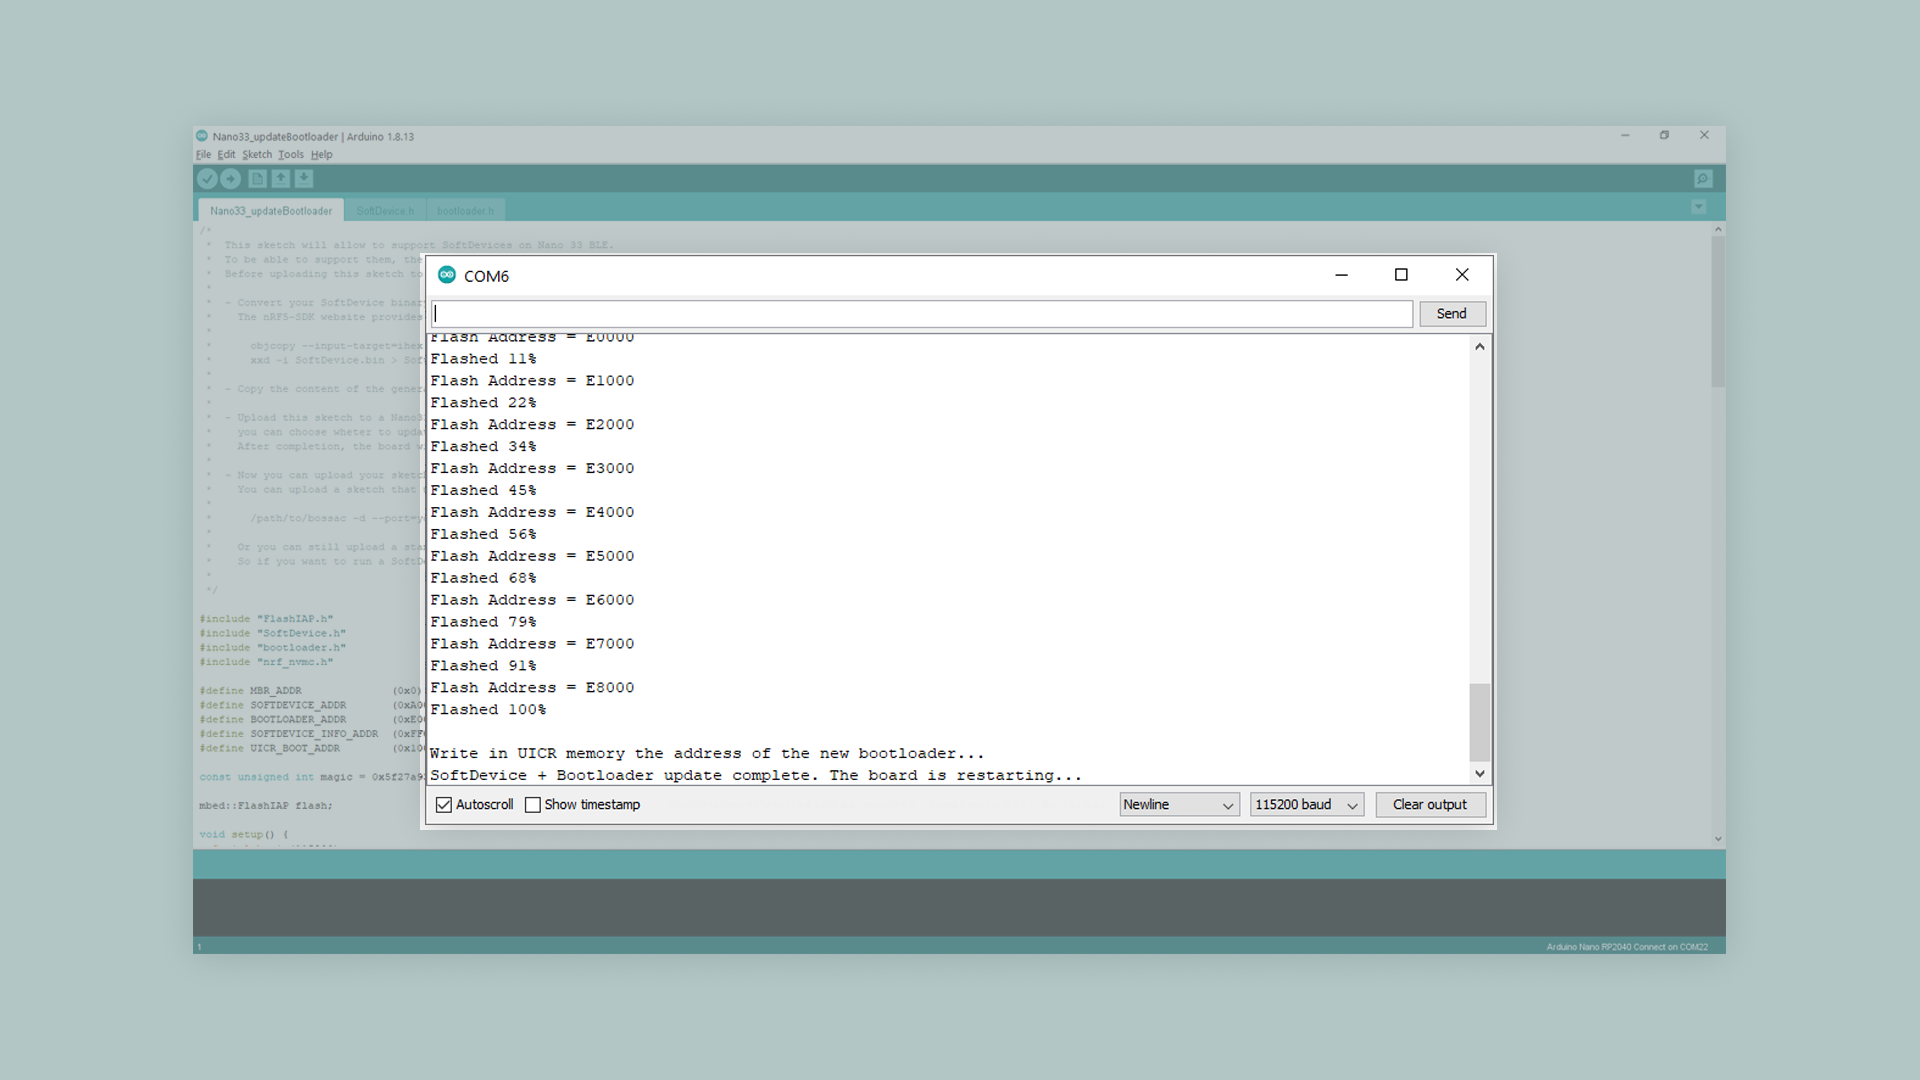 Nano33_updateBootloader | Arduino 1.8.13
File Edit Sketch Tools Help
Nano33_updateBootloader SoftDevice.h bootloader.h
/*
* This sketch will allow to support SoftDevices on Nano 33 BLE.
* To be able to support them, the
* Before uploading this sketch to
*
* - Convert your SoftDevice binar
* The nRF5-SDK website provides
*
* objcopy --input-target=ihex
* xxd -i SoftDevice.bin > Sof
*
* - Copy the content of the gener
*
* - Upload this sketch to a Nano3
* you can choose wheter to upda
* After completion, the board w
*
* - Now you can upload your sketc
* You can upload a sketch that
*
* /path/to/bossac -d --port=y
*
* Or you can still upload a sta
* So if you want to run a SoftD
*
*/
#include "FlashIAP.h"
#include "SoftDevice.h"
#include "bootloader.h"
#include "nrf_nvmc.h"
#define MBR_ADDR (0x0)
#define SOFTDEVICE_ADDR (0xA0
#define BOOTLOADER_ADDR (0xE0
#define SOFTDEVICE_INFO_ADDR (0xFF
#define UICR_BOOT_ADDR (0x10
const unsigned int magic = 0x5f27a9
mbed::FlashIAP flash;
void setup() {
COM6
Send
Flash Address = E0000
Flashed 11%
Flash Address = E1000
Flashed 22%
Flash Address = E2000
Flashed 34%
Flash Address = E3000
Flashed 45%
Flash Address = E4000
Flashed 56%
Flash Address = E5000
Flashed 68%
Flash Address = E6000
Flashed 79%
Flash Address = E7000
Flashed 91%
Flash Address = E8000
Flashed 100%
Write in UICR memory the address of the new bootloader...
SoftDevice + Bootloader update complete. The board is restarting...
Autoscroll Show timestamp Newline 115200 baud Clear output
1 Arduino Nano RP2040 Connect on COM22